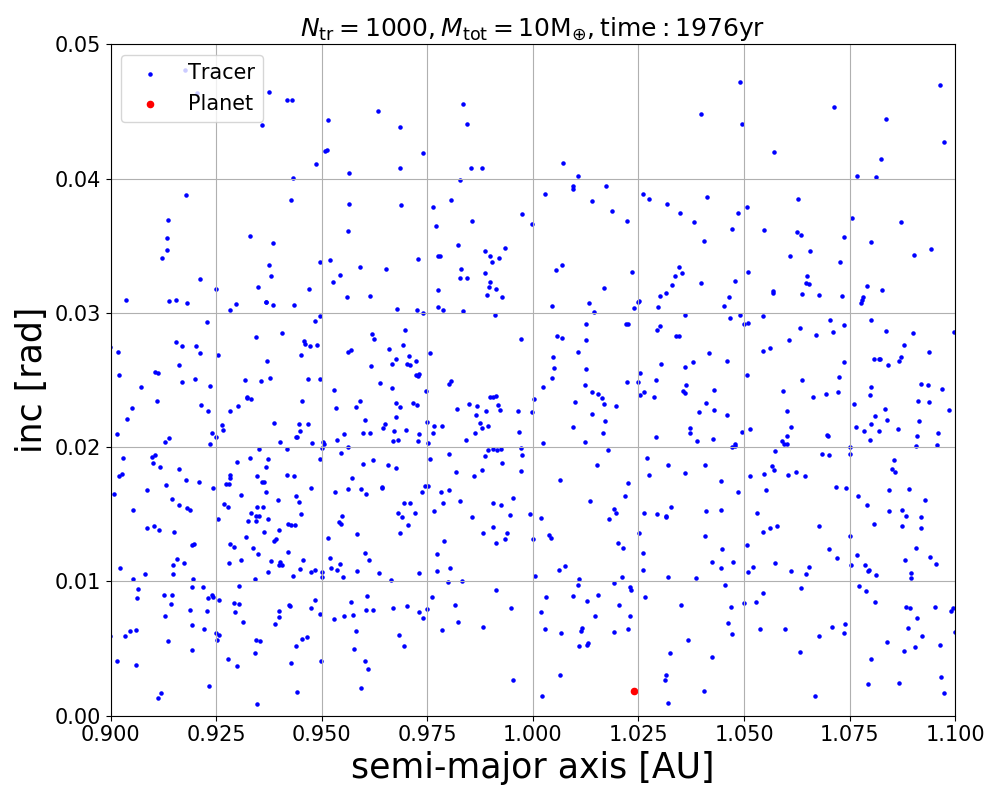 N_tr = 1000, M_tot = 10M_⊕, time : 1976yr
Tracer
Planet
inc [rad]
0.05
0.04
0.03
0.02
0.01
0.00
0.900 0.925 0.950 0.975 1.000 1.025 1.050 1.075 1.100
semi-major axis [AU]